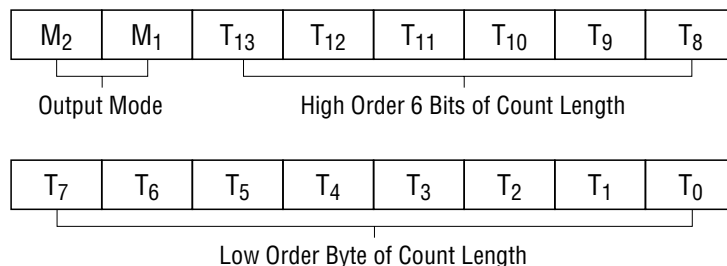 M₂ M₁ T₁₃ T₁₂ T₁₁ T₁₀ T₉ T₈
Output Mode High Order 6 Bits of Count Length
T₇ T₆ T₅ T₄ T₃ T₂ T₁ T₀
Low Order Byte of Count Length